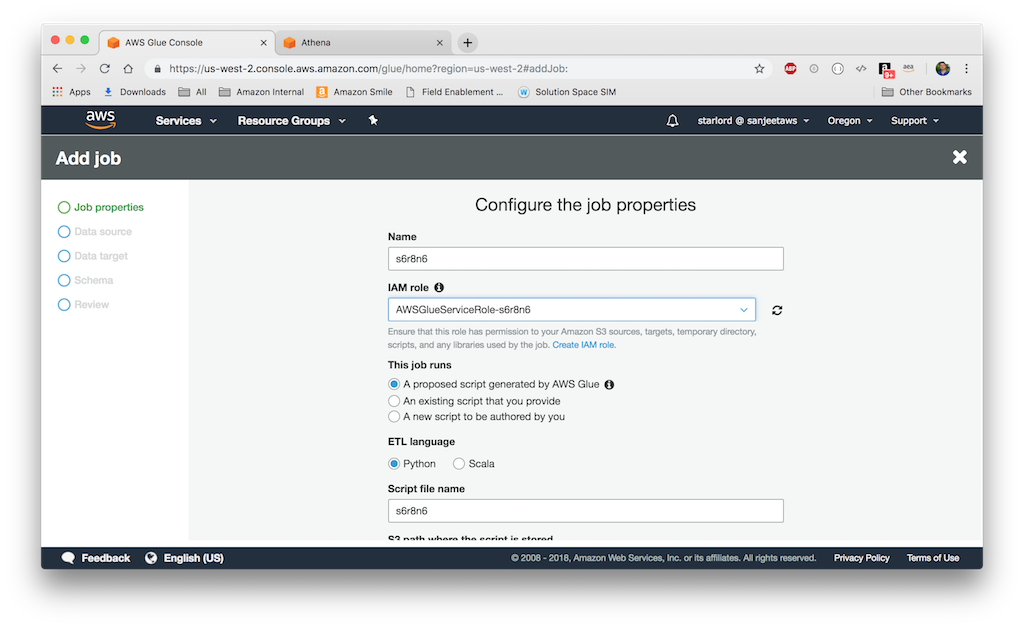 AWS Glue Console
Athena
https://us-west-2.console.aws.amazon.com/glue/home?region=us-west-2#addJob:
ABP
a
g+
aea
Apps Downloads All Amazon Internal Amazon Smile Field Enablement ... Solution Space SIM Other Bookmarks
aws Services Resource Groups starlord @ sanjeetaws Oregon Support
Add job
Job properties
Data source
Data target
Schema
Review
Configure the job properties
Name
s6r8n6
IAM role
AWSGlueServiceRole-s6r8n6
Ensure that this role has permission to your Amazon S3 sources, targets, temporary directory,
scripts, and any libraries used by the job. Create IAM role.
This job runs
A proposed script generated by AWS Glue
An existing script that you provide
A new script to be authored by you
ETL language
Python Scala
Script file name
s6r8n6
S3 path where the script is stored
Feedback English (US) © 2008 - 2018, Amazon Web Services, Inc. or its affiliates. All rights reserved. Privacy Policy Terms of Use